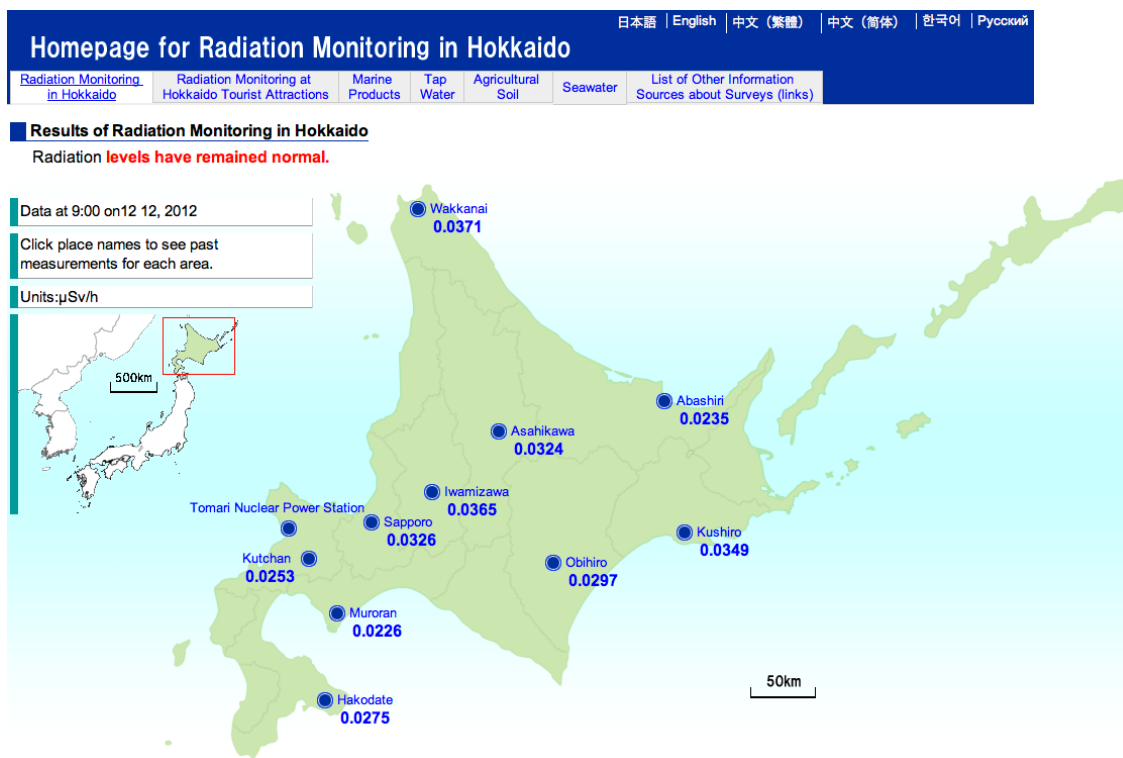 日本語 | English | 中文（繁體） | 中文（简体） | 한국어 | Русский
Homepage for Radiation Monitoring in Hokkaido
Radiation Monitoring in Hokkaido
Radiation Monitoring at Hokkaido Tourist Attractions
Marine Products
Tap Water
Agricultural Soil
Seawater
List of Other Information Sources about Surveys (links)
Results of Radiation Monitoring in Hokkaido
Radiation levels have remained normal.
Data at 9:00 on12 12, 2012
Click place names to see past
measurements for each area.
Units:μSv/h
500km
Wakkanai
0.0371
Abashiri
0.0235
Asahikawa
0.0324
Iwamizawa
0.0365
Tomari Nuclear Power Station
Sapporo
0.0326
Kushiro
0.0349
Kutchan
0.0253
Obihiro
0.0297
Muroran
0.0226
Hakodate
0.0275
50km